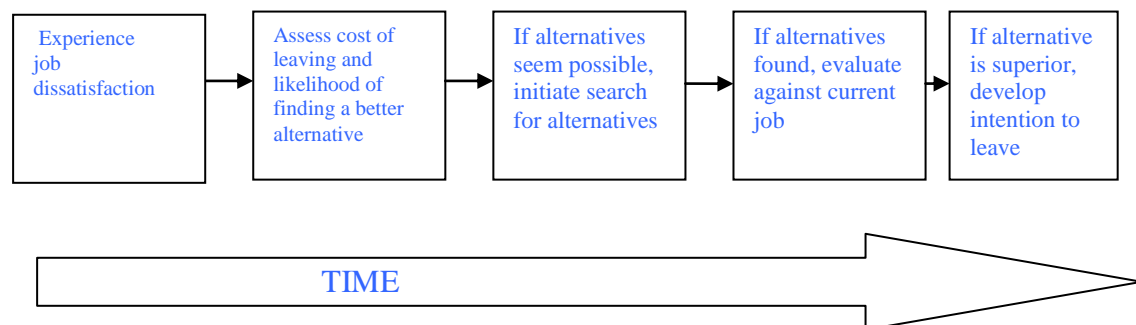 Experience
job
dissatisfaction
Assess cost of
leaving and
likelihood of
finding a better
alternative
If alternatives
seem possible,
initiate search
for alternatives
If alternatives
found, evaluate
against current
job
If alternative
is superior,
develop
intention to
leave
TIME